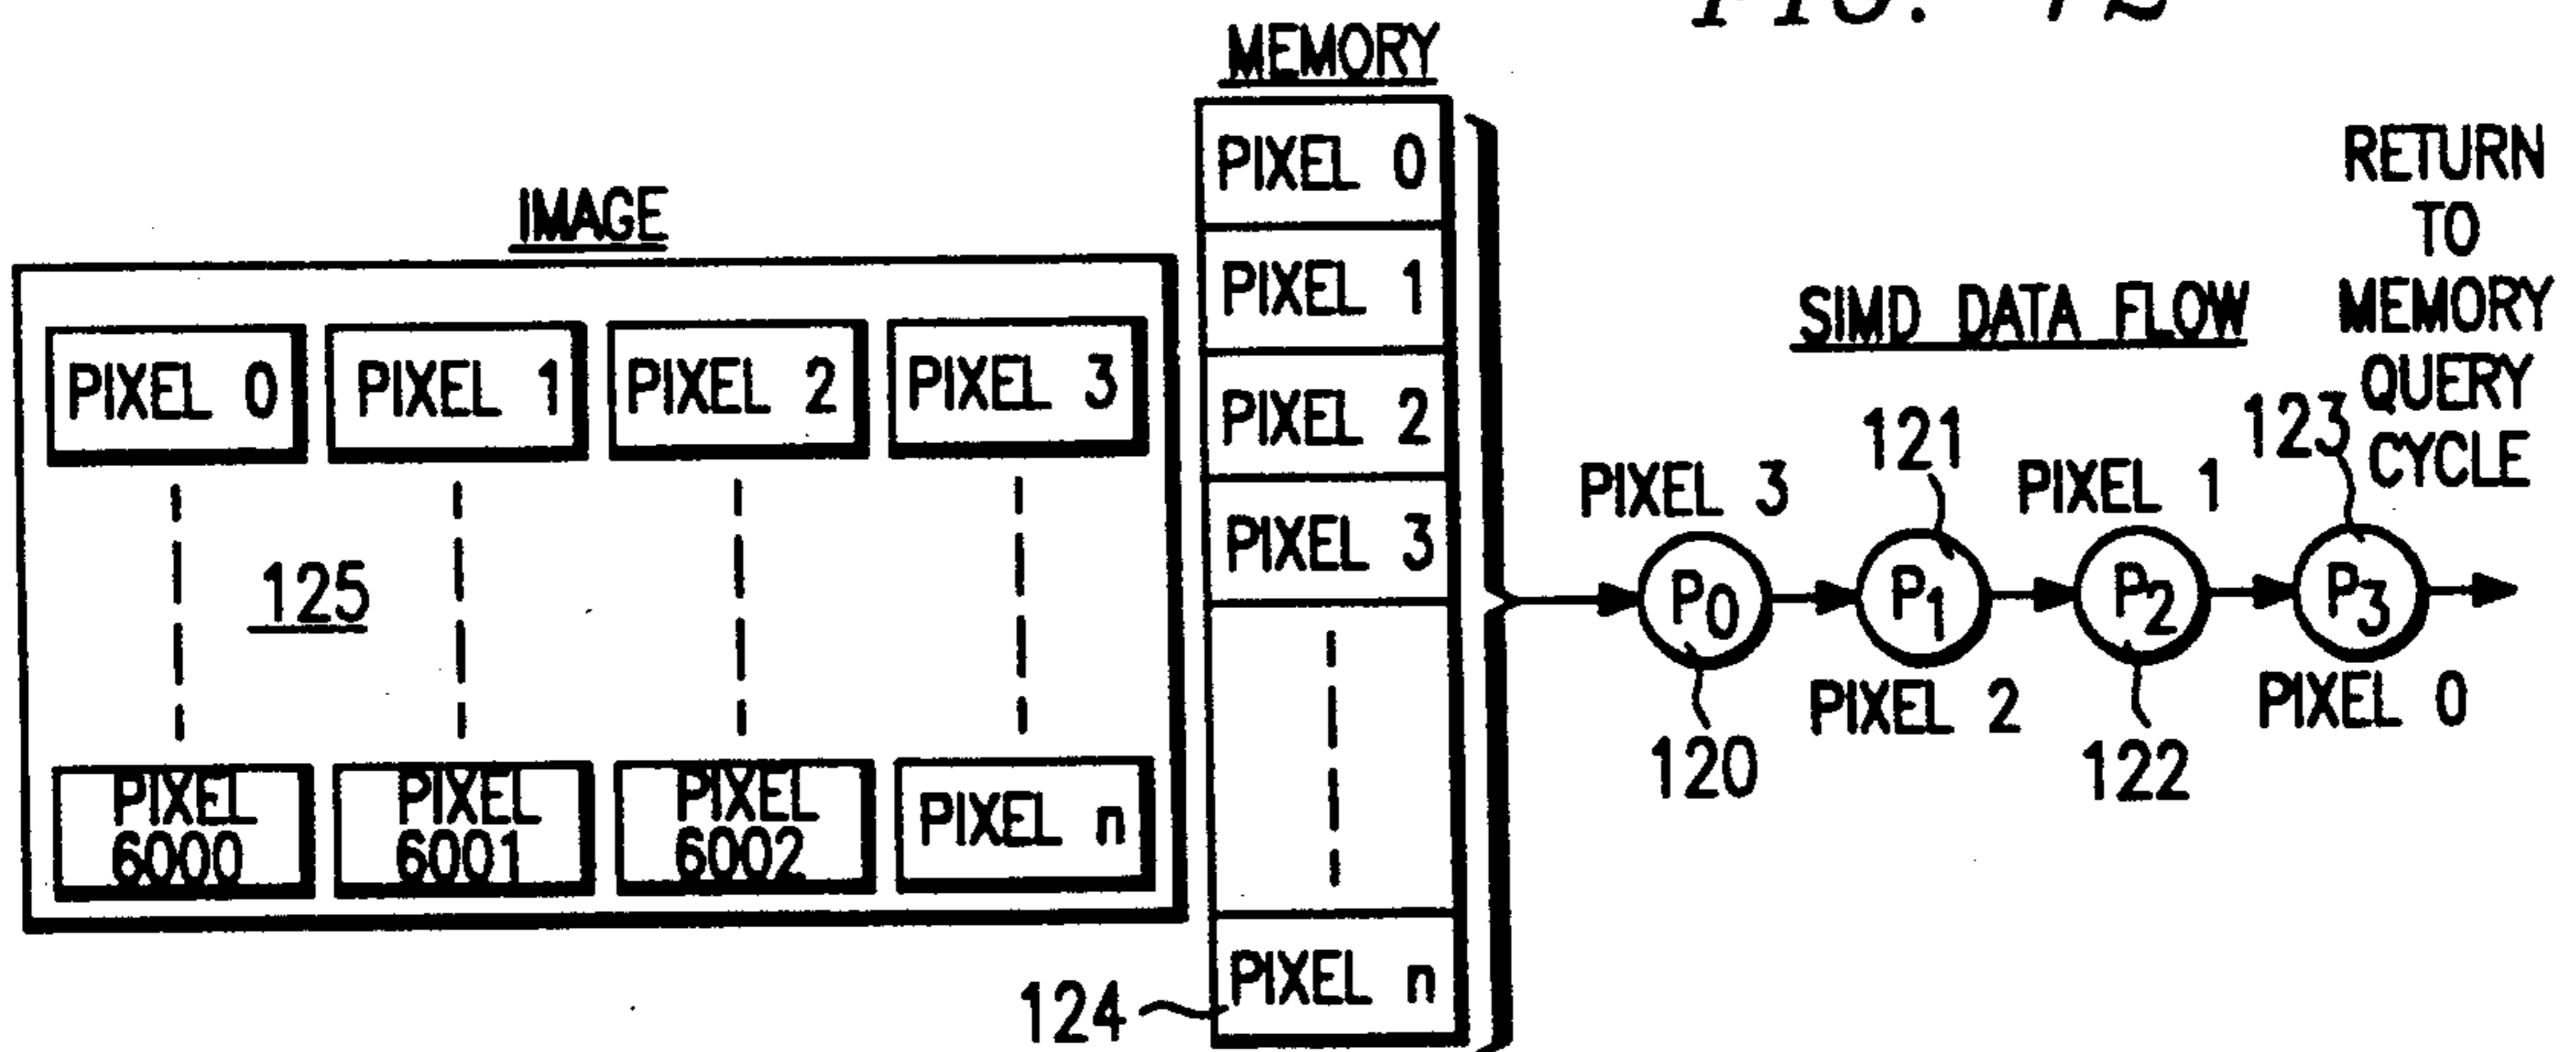 FIG. 12
MEMORY
IMAGE
PIXEL 0
PIXEL 1
PIXEL 2
PIXEL 3
125
PIXEL 6000
PIXEL 6001
PIXEL 6002
PIXEL n
PIXEL 0
PIXEL 1
PIXEL 2
PIXEL 3
PIXEL n
124
SIMD DATA FLOW
RETURN
TO
MEMORY
QUERY
CYCLE
PIXEL 3
121
PIXEL 1
123
P0
P1
P2
P3
120
PIXEL 2
122
PIXEL 0